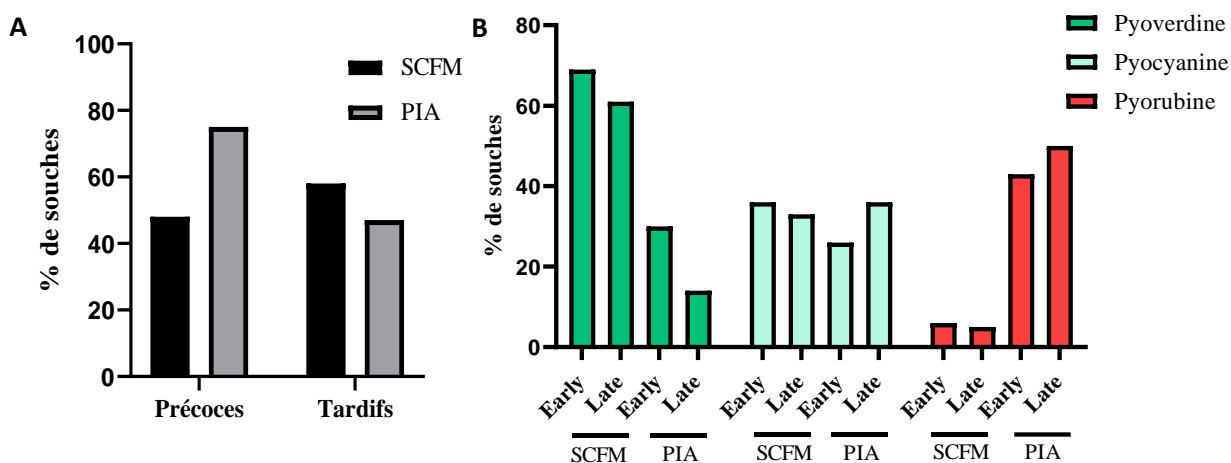 A
% de souches
100
80
60
40
20
0
SCFM
PIA
Précoces
Tardifs
B
% de souches
80
60
40
20
0
Pyoverdine
Pyocyanine
Pyorubine
Early
Late
Early
Late
Early
Late
Early
Late
Early
Late
Early
Late
SCFM
PIA
SCFM
PIA
SCFM
PIA